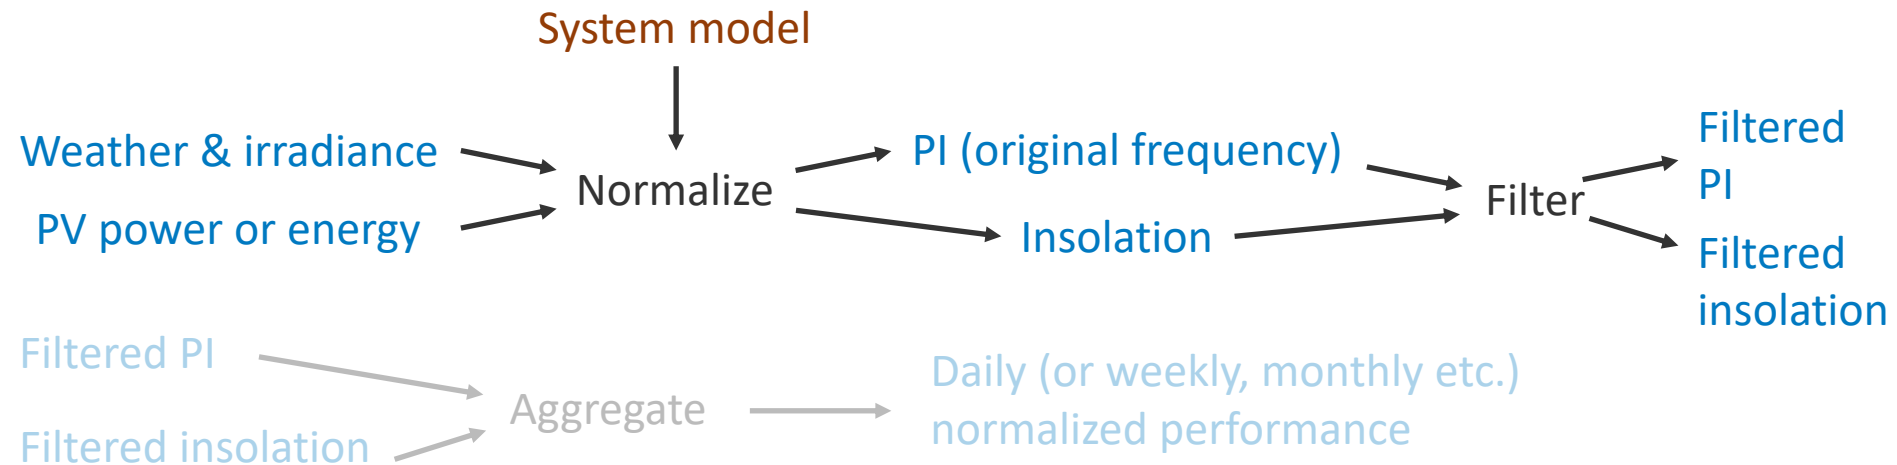 System model
Weather & irradiance
PV power or energy
Normalize
PI (original frequency)
Insolation
Filter
Filtered
PI
Filtered
insolation
Filtered PI
Filtered insolation
Aggregate
Daily (or weekly, monthly etc.)
normalized performance